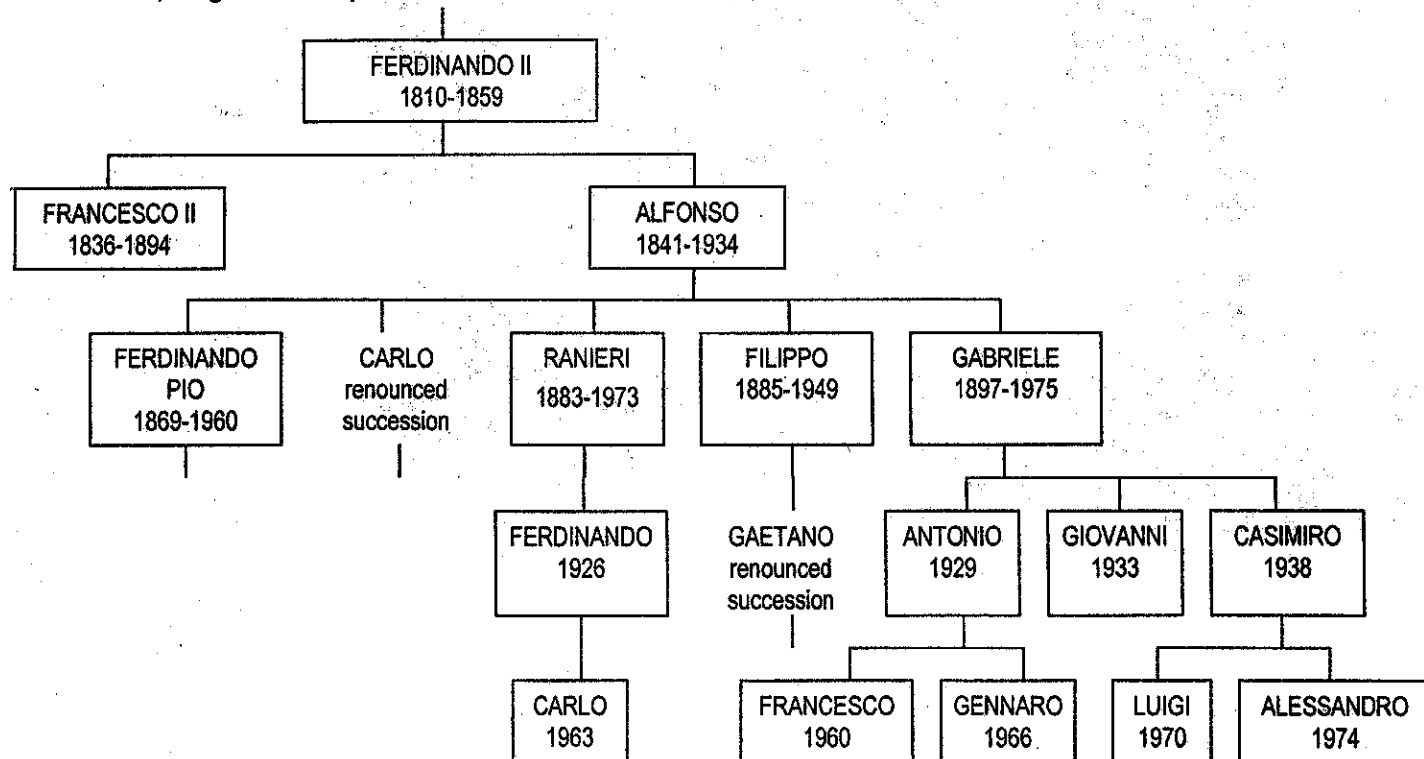 FERDINANDO II
1810-1859
FRANCESCO II
1836-1894
ALFONSO
1841-1934
FERDINANDO
PIO
1869-1960
CARLO
renounced
succession
RANIERI
1883-1973
FILIPPO
1885-1949
GABRIELE
1897-1975
FERDINANDO
1926
GAETANO
renounced
succession
ANTONIO
1929
GIOVANNI
1933
CASIMIRO
1938
CARLO
1963
FRANCESCO
1960
GENNARO
1966
LUIGI
1970
ALESSANDRO
1974